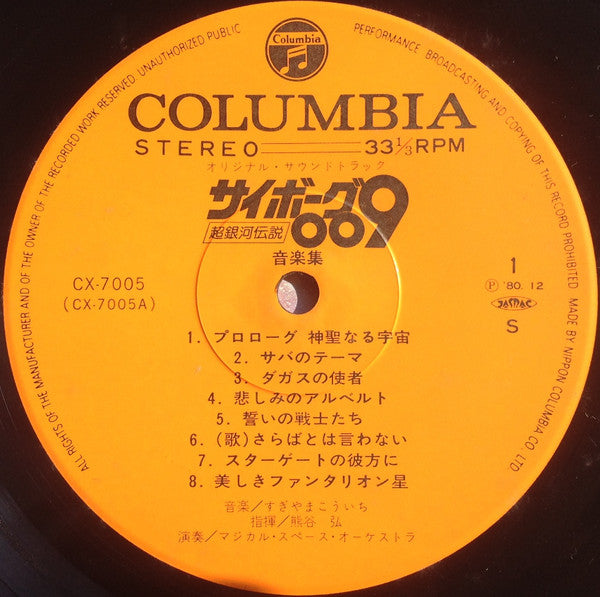 ALL RIGHTS OF THE MANUFACTURER AND OF THE OWNER OF THE RECORDED WORK RESERVED. UNAUTHORIZED PUBLIC PERFORMANCE BROADCASTING AND COPYING OF THIS RECORD PROHIBITED
MADE BY NIPPON COLUMBIA CO. LTD.
Columbia
COLUMBIA
STEREO 33 1/3 RPM
オリジナル・サウンドトラック
サイボーグ009
超銀河伝説
音楽集
CX-7005
(CX-7005A)
1
Ⓟ '80. 12
JASRAC
S
1. プロローグ 神聖なる宇宙
2. サバのテーマ
3. ダガスの使者
4. 悲しみのアルベルト
5. 誓いの戦士たち
6. (歌)さらばとは言わない
7. スターゲートの彼方に
8. 美しきファンタリオン星
音楽/すぎやまこういち
指揮/熊谷 弘
演奏/マジカル・スペース・オーケストラ